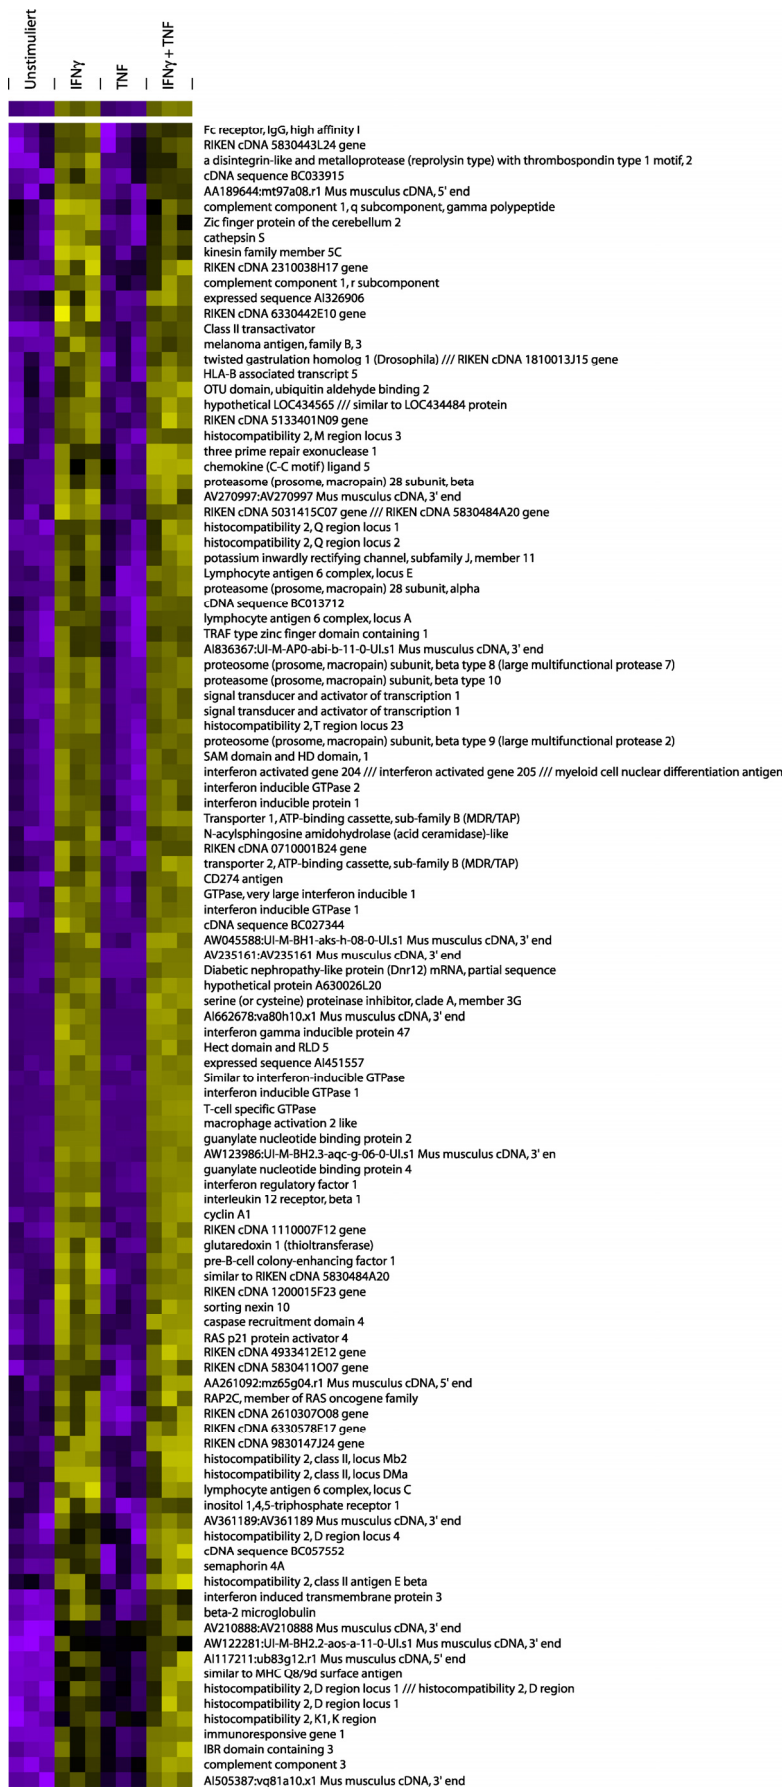 Unstimuliert
IFNγ
TNF
IFNγ + TNF
Fc receptor, IgG, high affinity I
RIKEN cDNA 5830443L24 gene
a disintegrin-like and metalloprotease (reprolysin type) with thrombospondin type 1 motif, 2
cDNA sequence BC033915
AA189644:mt97a08.r1 Mus musculus cDNA, 5' end
complement component 1, q subcomponent, gamma polypeptide
Zic finger protein of the cerebellum 2
cathepsin S
kinesin family member 5C
RIKEN cDNA 2310038H17 gene
complement component 1, r subcomponent
expressed sequence AI326906
RIKEN cDNA 6330442E10 gene
Class II transactivator
melanoma antigen, family B, 3
twisted gastrulation homolog 1 (Drosophila) /// RIKEN cDNA 1810013J15 gene
HLA-B associated transcript 5
OTU domain, ubiquitin aldehyde binding 2
hypothetical LOC434565 /// similar to LOC434484 protein
RIKEN cDNA 5133401N09 gene
histocompatibility 2, M region locus 3
three prime repair exonuclease 1
chemokine (C-C motif) ligand 5
proteasome (prosome, macropain) 28 subunit, beta
AV270997:AV270997 Mus musculus cDNA, 3' end
RIKEN cDNA 5031415C07 gene /// RIKEN cDNA 5830484A20 gene
histocompatibility 2, Q region locus 1
histocompatibility 2, Q region locus 2
potassium inwardly rectifying channel, subfamily J, member 11
Lymphocyte antigen 6 complex, locus E
proteasome (prosome, macropain) 28 subunit, alpha
cDNA sequence BC013712
lymphocyte antigen 6 complex, locus A
TRAF type zinc finger domain containing 1
AI836367:UI-M-AP0-abi-b-11-0-UI.s1 Mus musculus cDNA, 3' end
proteosome (prosome, macropain) subunit, beta type 8 (large multifunctional protease 7)
proteasome (prosome, macropain) subunit, beta type 10
signal transducer and activator of transcription 1
signal transducer and activator of transcription 1
histocompatibility 2, T region locus 23
proteosome (prosome, macropain) subunit, beta type 9 (large multifunctional protease 2)
SAM domain and HD domain, 1
interferon activated gene 204 /// interferon activated gene 205 /// myeloid cell nuclear differentiation antigen
interferon inducible GTPase 2
interferon inducible protein 1
Transporter 1, ATP-binding cassette, sub-family B (MDR/TAP)
N-acylsphingosine amidohydrolase (acid ceramidase)-like
RIKEN cDNA 0710001B24 gene
transporter 2, ATP-binding cassette, sub-family B (MDR/TAP)
CD274 antigen
GTPase, very large interferon inducible 1
interferon inducible GTPase 1
cDNA sequence BC027344
AW045588:UI-M-BH1-aks-h-08-0-UI.s1 Mus musculus cDNA, 3' end
AV235161:AV235161 Mus musculus cDNA, 3' end
Diabetic nephropathy-like protein (Dnr12) mRNA, partial sequence
hypothetical protein A630026L20
serine (or cysteine) proteinase inhibitor, clade A, member 3G
AI662678:va80h10.x1 Mus musculus cDNA, 3' end
interferon gamma inducible protein 47
Hect domain and RLD 5
expressed sequence AI451557
Similar to interferon-inducible GTPase
interferon inducible GTPase 1
T-cell specific GTPase
macrophage activation 2 like
guanylate nucleotide binding protein 2
AW123986:UI-M-BH2.3-aqc-g-06-0-UI.s1 Mus musculus cDNA, 3' en
guanylate nucleotide binding protein 4
interferon regulatory factor 1
interleukin 12 receptor, beta 1
cyclin A1
RIKEN cDNA 1110007F12 gene
glutaredoxin 1 (thioltransferase)
pre-B-cell colony-enhancing factor 1
similar to RIKEN cDNA 5830484A20
RIKEN cDNA 1200015F23 gene
sorting nexin 10
caspase recruitment domain 4
RAS p21 protein activator 4
RIKEN cDNA 4933412E12 gene
RIKEN cDNA 5830411O07 gene
AA261092:mz65g04.r1 Mus musculus cDNA, 5' end
RAP2C, member of RAS oncogene family
RIKEN cDNA 2610307O08 gene
RIKEN cDNA 6330578E17 gene
RIKEN cDNA 9830147J24 gene
histocompatibility 2, class II, locus Mb2
histocompatibility 2, class II, locus DMa
lymphocyte antigen 6 complex, locus C
inositol 1,4,5-triphosphate receptor 1
AV361189:AV361189 Mus musculus cDNA, 3' end
histocompatibility 2, D region locus 4
cDNA sequence BC057552
semaphorin 4A
histocompatibility 2, class II antigen E beta
interferon induced transmembrane protein 3
beta-2 microglobulin
AV210888:AV210888 Mus musculus cDNA, 3' end
AW122281:UI-M-BH2.2-aos-a-11-0-UI.s1 Mus musculus cDNA, 3' end
AI117211:ub83g12.r1 Mus musculus cDNA, 5' end
similar to MHC Q8/9d surface antigen
histocompatibility 2, D region locus 1 /// histocompatibility 2, D region
histocompatibility 2, D region locus 1
histocompatibility 2, K1, K region
immunoresponsive gene 1
IBR domain containing 3
complement component 3
AI505387:vq81a10.x1 Mus musculus cDNA, 3' end